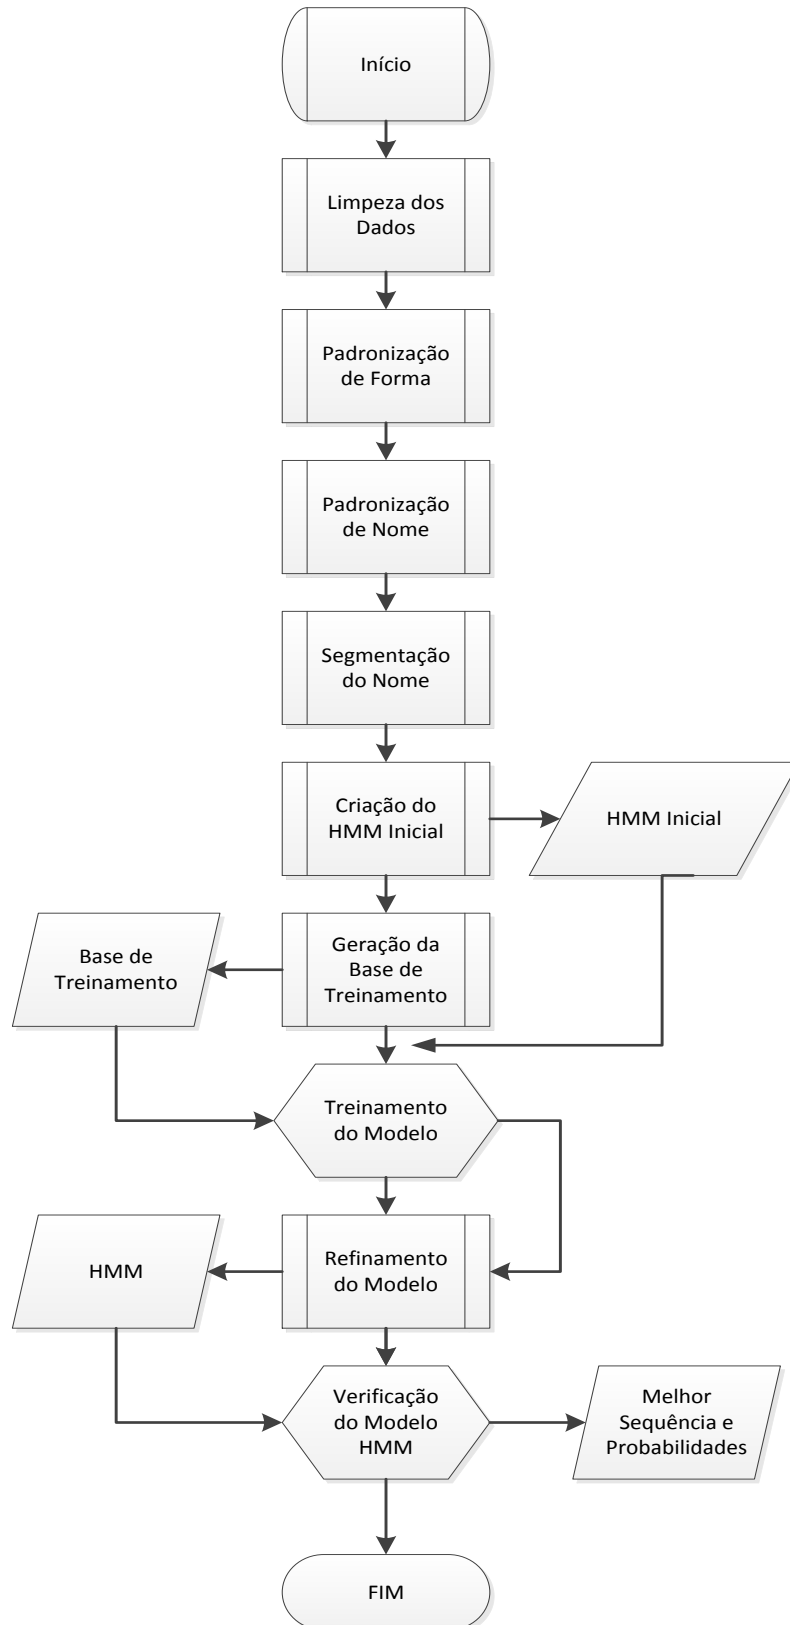 Início
Limpeza dos
Dados
Padronização
de Forma
Padronização
de Nome
Segmentação
do Nome
Criação do
HMM Inicial
HMM Inicial
Base de
Treinamento
Geração da
Base de
Treinamento
Treinamento
do Modelo
HMM
Refinamento
do Modelo
Verificação
do Modelo
HMM
Melhor
Sequência e
Probabilidades
FIM